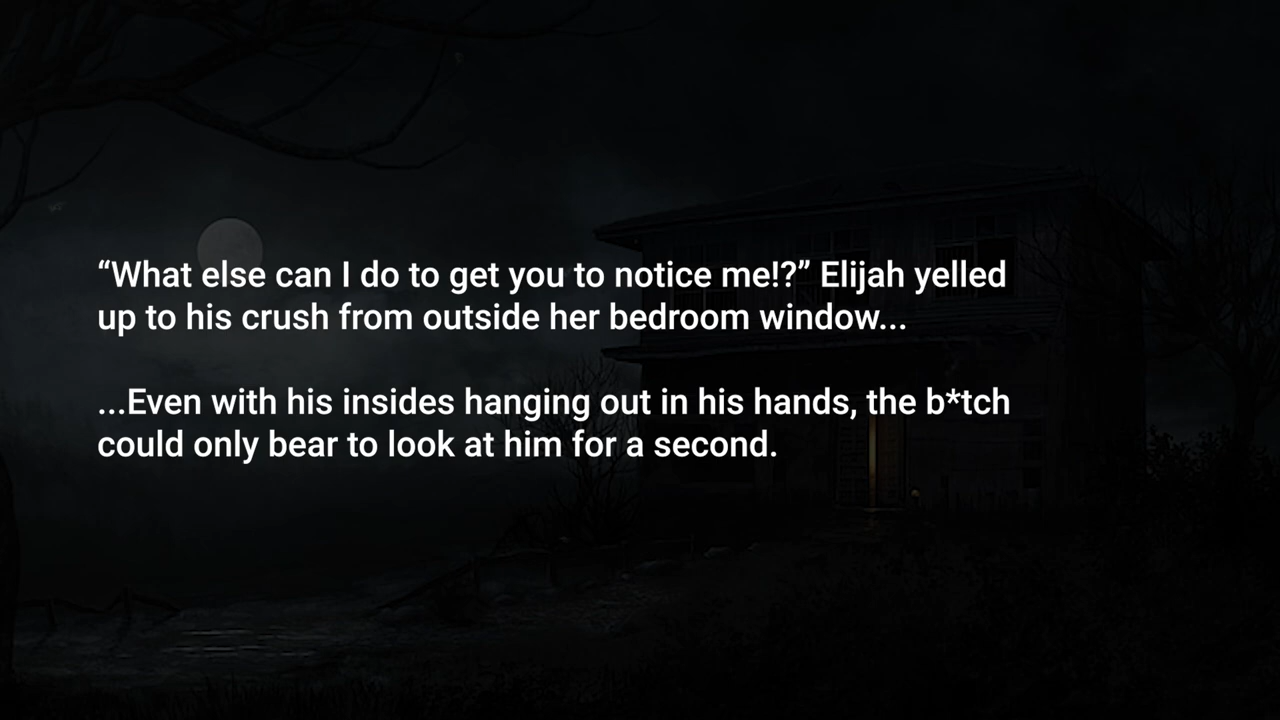 “What else can I do to get you to notice me!?” Elijah yelled
up to his crush from outside her bedroom window...
...Even with his insides hanging out in his hands, the b*tch
could only bear to look at him for a second.